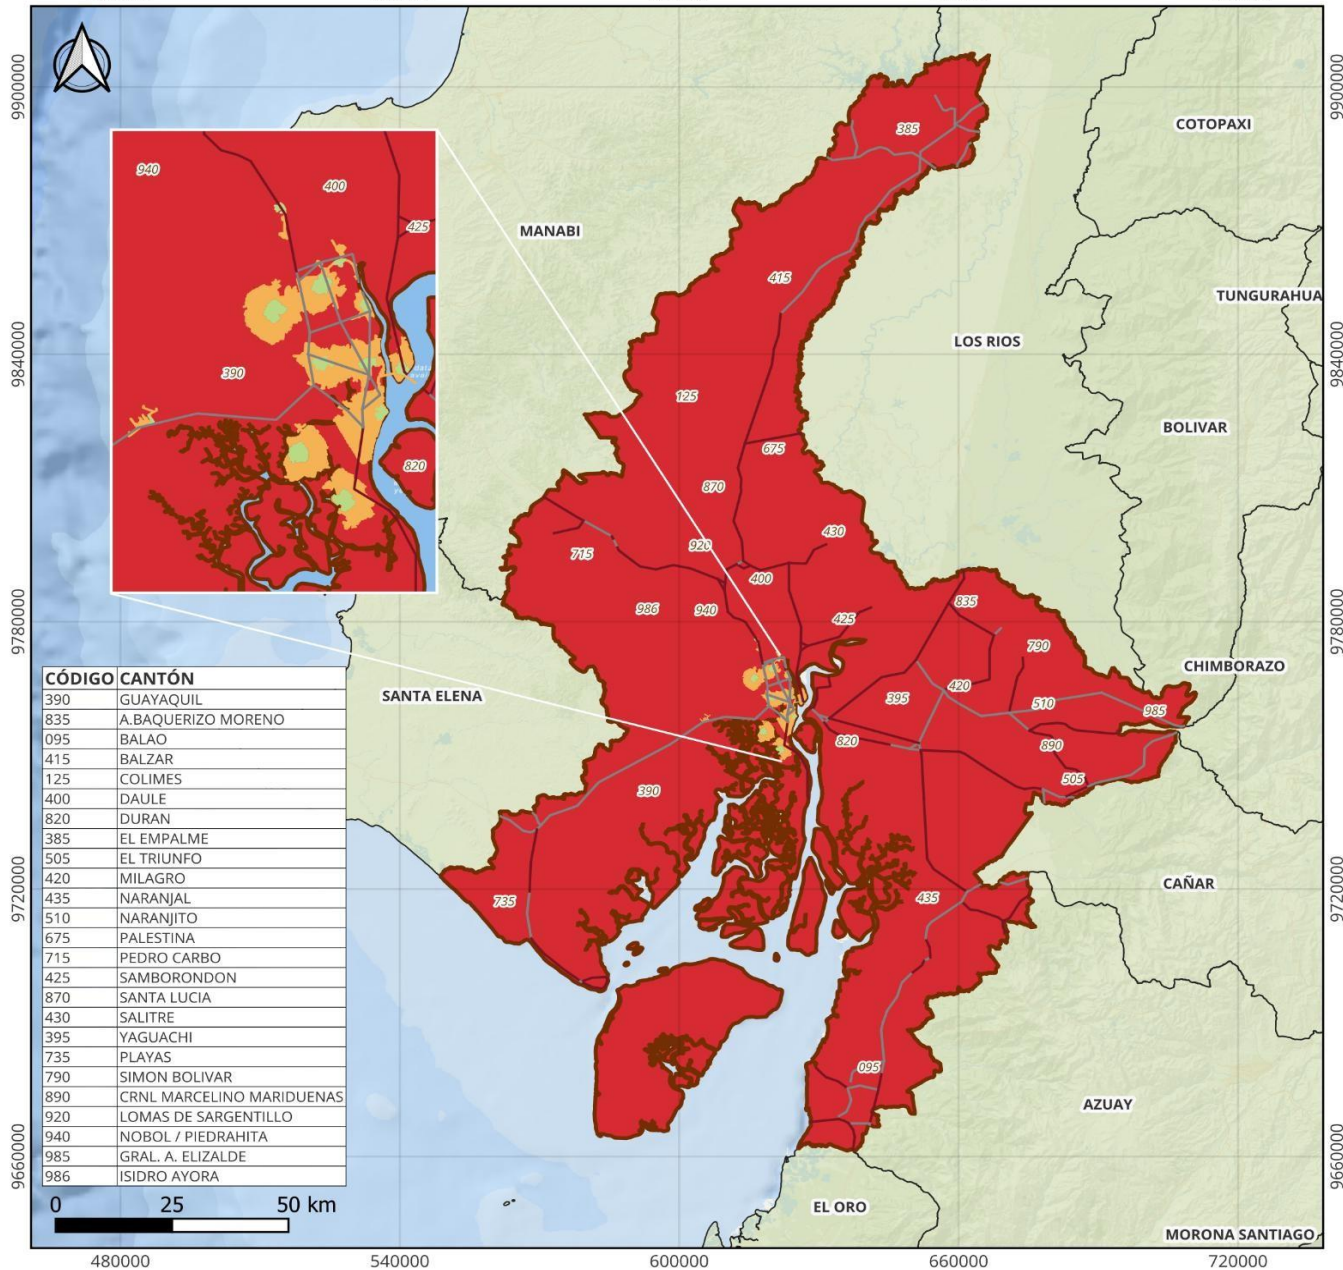 9900000
9900000
COTOPAXI
385
940
400
425
MANABI
415
TUNGURAHUA
LOS RIOS
9840000
9840000
390
125
BOLIVAR
675
820
870
430
920
715
400
9780000
9780000
835
986
940
425
790
CHIMBORAZO
SANTA ELENA
420
395
510
985
820
890
505
390
CÓDIGO CANTÓN
390 GUAYAQUIL
835 A.BAQUERIZO MORENO
095 BALAO
415 BALZAR
125 COLIMES
400 DAULE
820 DURAN
385 EL EMPALME
505 EL TRIUNFO
420 MILAGRO
435 NARANJAL
510 NARANJITO
675 PALESTINA
715 PEDRO CARBO
425 SAMBORONDON
870 SANTA LUCIA
430 SALITRE
395 YAGUACHI
735 PLAYAS
790 SIMON BOLIVAR
890 CRNL MARCELINO MARIDUENAS
920 LOMAS DE SARGENTILLO
940 NOBOL / PIEDRAHITA
985 GRAL. A. ELIZALDE
986 ISIDRO AYORA
9720000
9720000
CAÑAR
735
435
095
AZUAY
9660000
9660000
EL ORO
MORONA SANTIAGO
0 25 50 km
480000 540000 600000 660000 720000